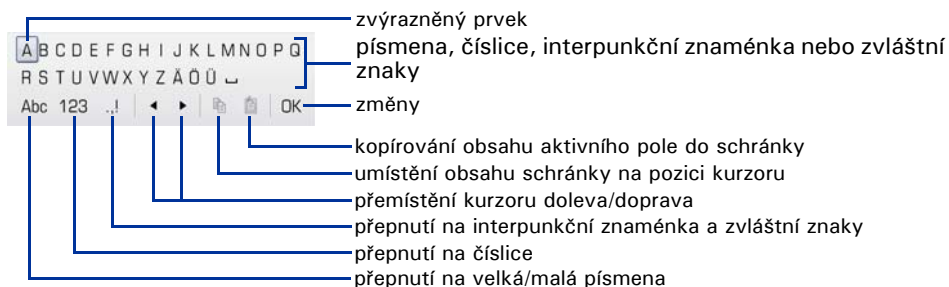 zvýrazněný prvek
A B C D E F G H I J K L M N O P Q
písmena, číslice, interpunkční znaménka nebo zvláštní
znaky
R S T U V W X Y Z Ä Ö Ü ⌴
Abc 123 .,! ◄ ► OK
změny
kopírování obsahu aktivního pole do schránky
umístění obsahu schránky na pozici kurzoru
přemístění kurzoru doleva/doprava
přepnutí na interpunkční znaménka a zvláštní znaky
přepnutí na číslice
přepnutí na velká/malá písmena